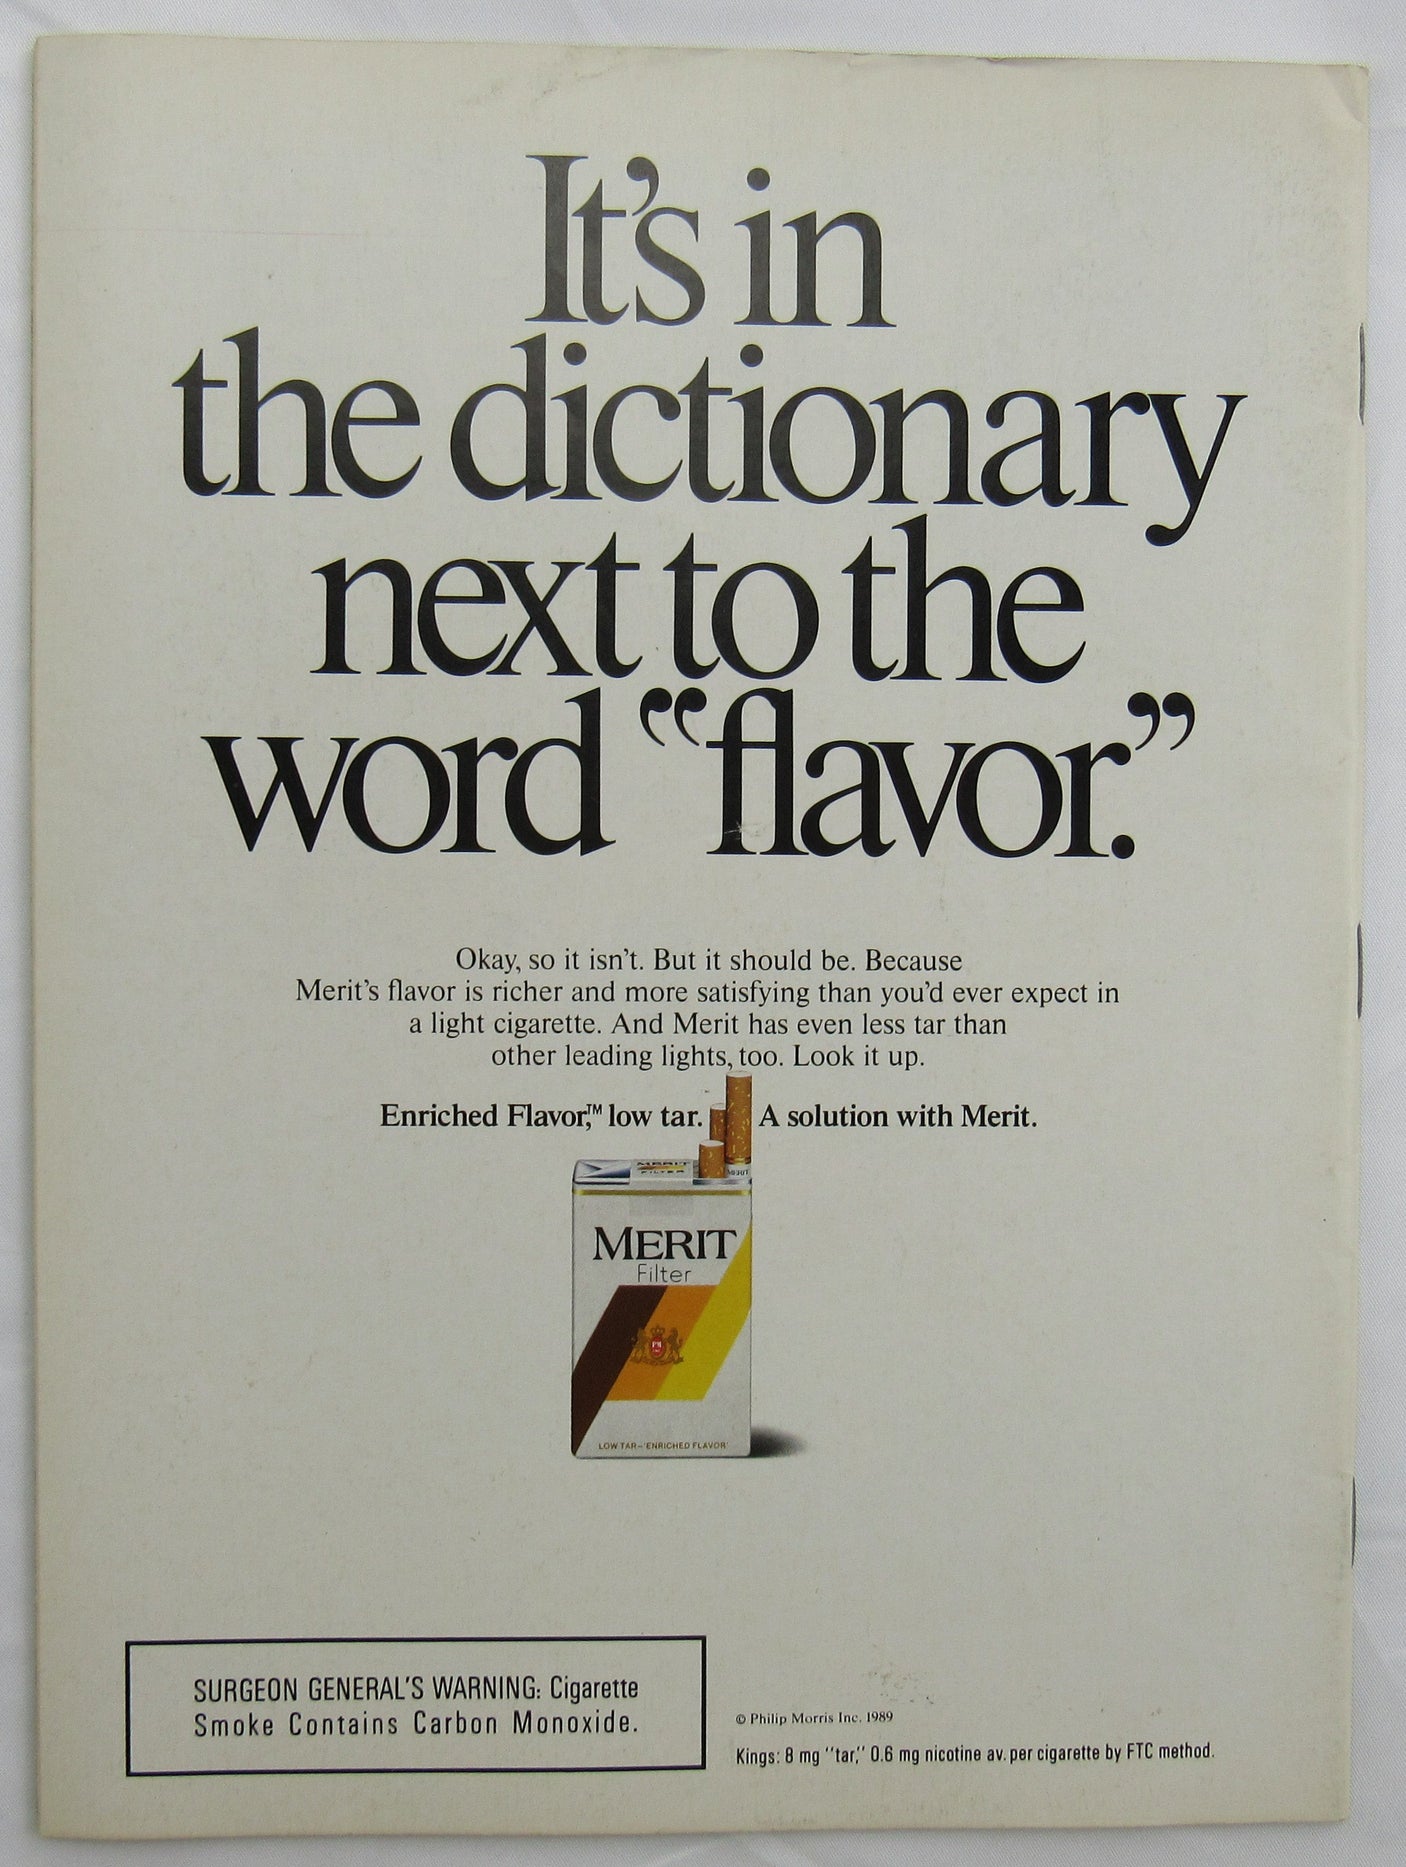 It's in
the dictionary
next to the
word “flavor.”
Okay, so it isn't. But it should be. Because
Merit's flavor is richer and more satisfying than you'd ever expect in
a light cigarette. And Merit has even less tar than
other leading lights, too. Look it up.
Enriched Flavor,™ low tar. A solution with Merit.
MERIT
FILTER
MERIT
MERIT
Filter
LOW TAR–'ENRICHED FLAVOR'
SURGEON GENERAL'S WARNING: Cigarette
Smoke Contains Carbon Monoxide.
© Philip Morris Inc. 1989
Kings: 8 mg "tar," 0.6 mg nicotine av. per cigarette by FTC method.